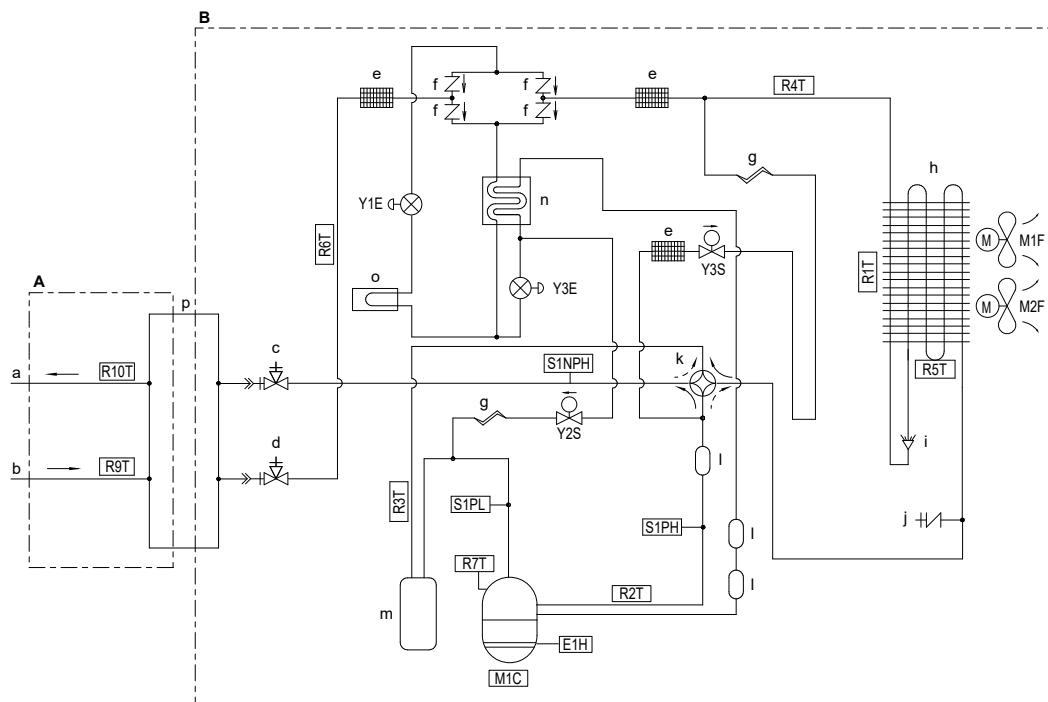 B
e
f
f
e
R4T
f
f
g
h
n
Y1E
e
M
M1F
R6T
Y3S
R1T
A
o
Y3E
M
M2F
p
c
S1NPH
k
R5T
a
R10T
g
Y2S
d
l
i
b
R9T
R3T
S1PL
S1PH
l
j
R7T
R2T
l
m
E1H
M1C